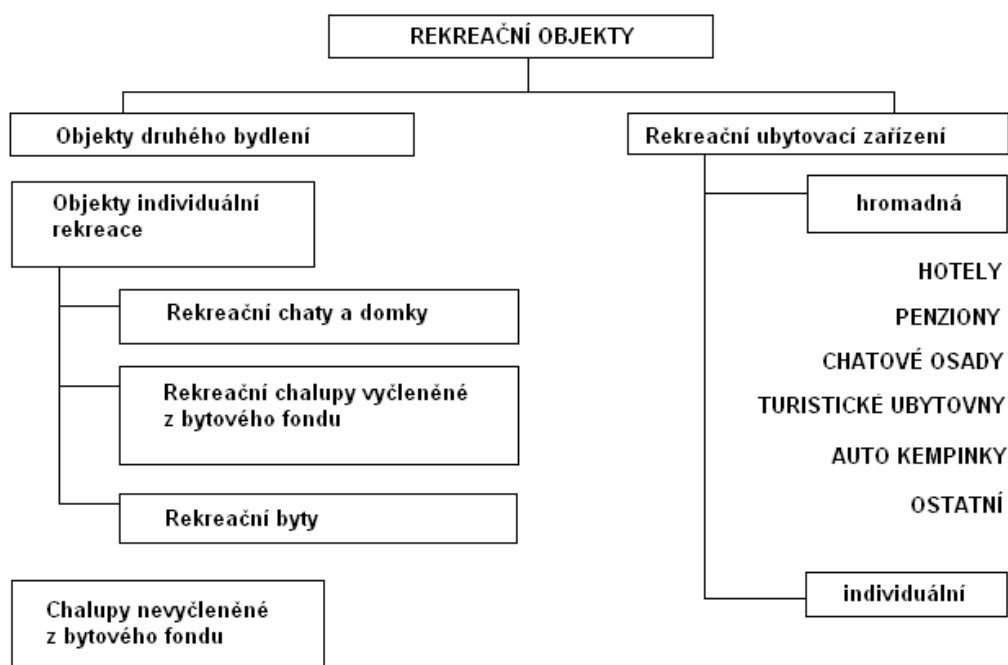 REKREAČNÍ OBJEKTY
Objekty druhého bydlení
Objekty individuální
rekreace
Rekreační chaty a domky
Rekreační chalupy vyčleněné
z bytového fondu
Rekreační byty
Chalupy nevyčleněné
z bytového fondu
Rekreační ubytovací zařízení
hromadná
HOTELY
PENZIONY
CHATOVÉ OSADY
TURISTICKÉ UBYTOVNY
AUTO KEMPINKY
OSTATNÍ
individuální